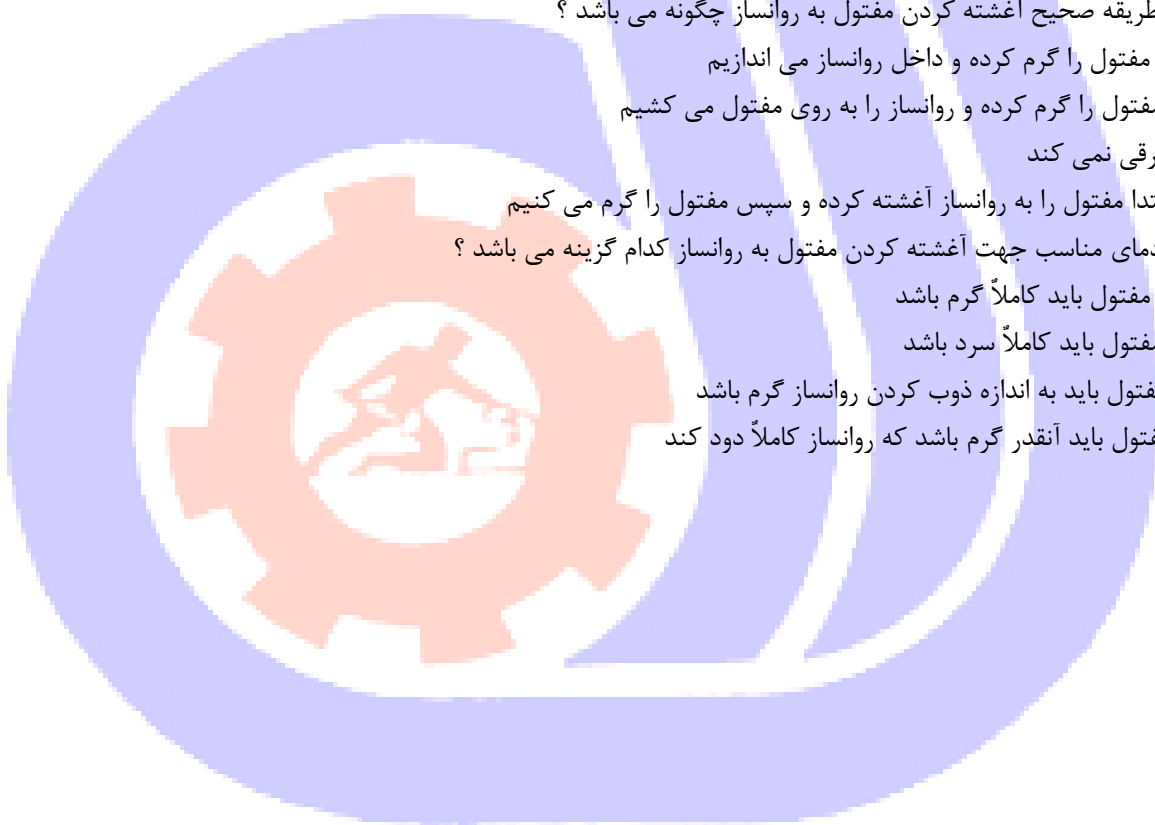 طریقه صحیح آغشته کردن مفتول به روانساز چگونه می باشد ؟
مفتول را گرم کرده و داخل روانساز می اندازیم
مفتول را گرم کرده و روانساز را به روی مفتول می کشیم
رقی نمی کند
تدا مفتول را به روانساز آغشته کرده و سپس مفتول را گرم می کنیم
دمای مناسب جهت آغشته کردن مفتول به روانساز کدام گزینه می باشد ؟
مفتول باید کاملاً گرم باشد
مفتول باید کاملاً سرد باشد
فتول باید به اندازه ذوب کردن روانساز گرم باشد
فتول باید آنقدر گرم باشد که روانساز کاملاً دود کند